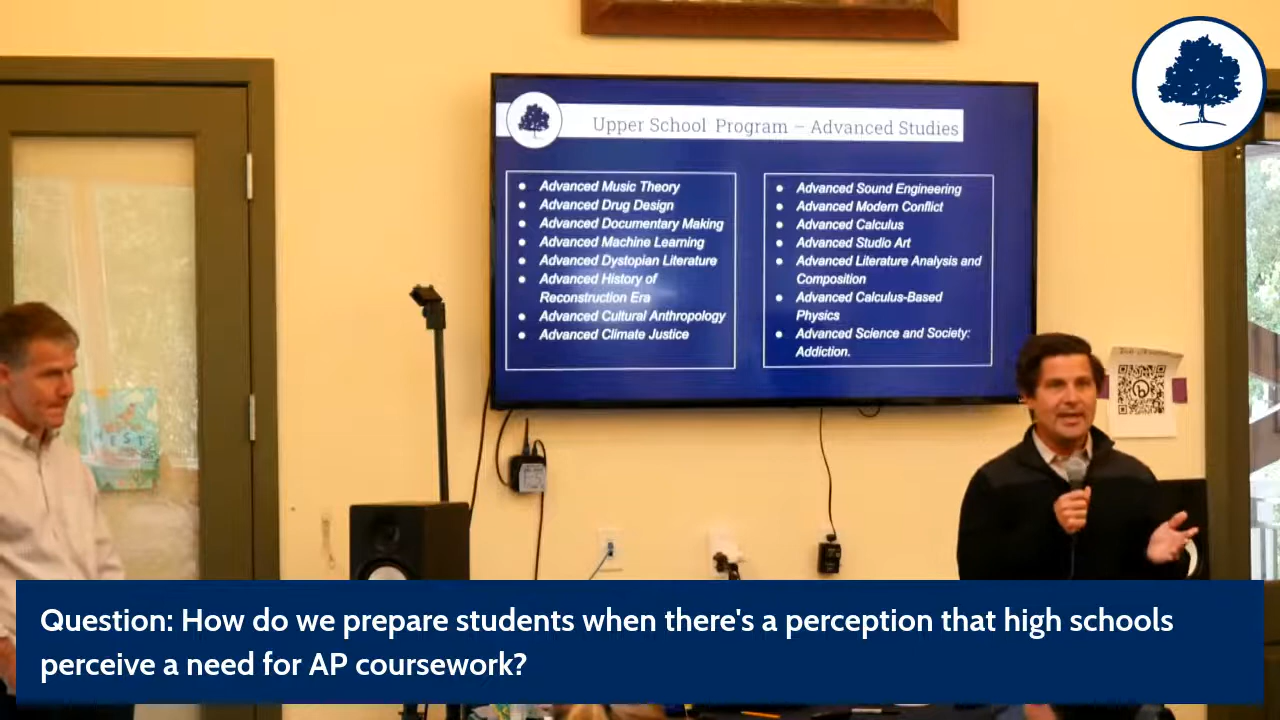 Upper School Program – Advanced Studies
● Advanced Music Theory
● Advanced Drug Design
● Advanced Documentary Making
● Advanced Machine Learning
● Advanced Dystopian Literature
● Advanced History of
Reconstruction Era
● Advanced Cultural Anthropology
● Advanced Climate Justice
● Advanced Sound Engineering
● Advanced Modern Conflict
● Advanced Calculus
● Advanced Studio Art
● Advanced Literature Analysis and
Composition
● Advanced Calculus-Based
Physics
● Advanced Science and Society:
Addiction.
Question: How do we prepare students when there's a perception that high schools
perceive a need for AP coursework?